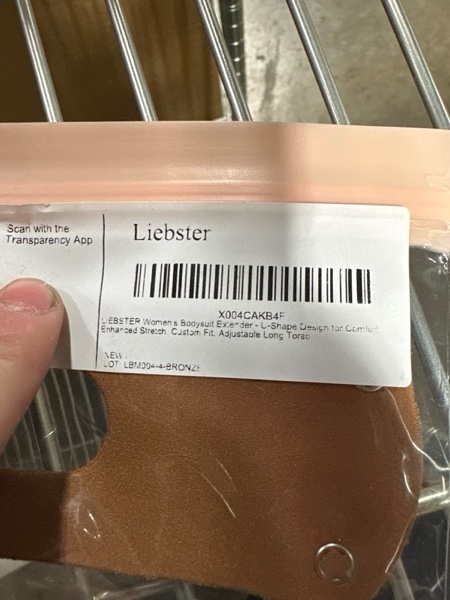 Scan with the
Transparency App
Liebster
X004CAKB4F
LIEBSTER Women's Bodysuit Extender - U-Shape Design for Comfort
Enhanced Stretch, Custom Fit, Adjustable Long Torso
NEW
LOT: LBM004-4-BRONZE